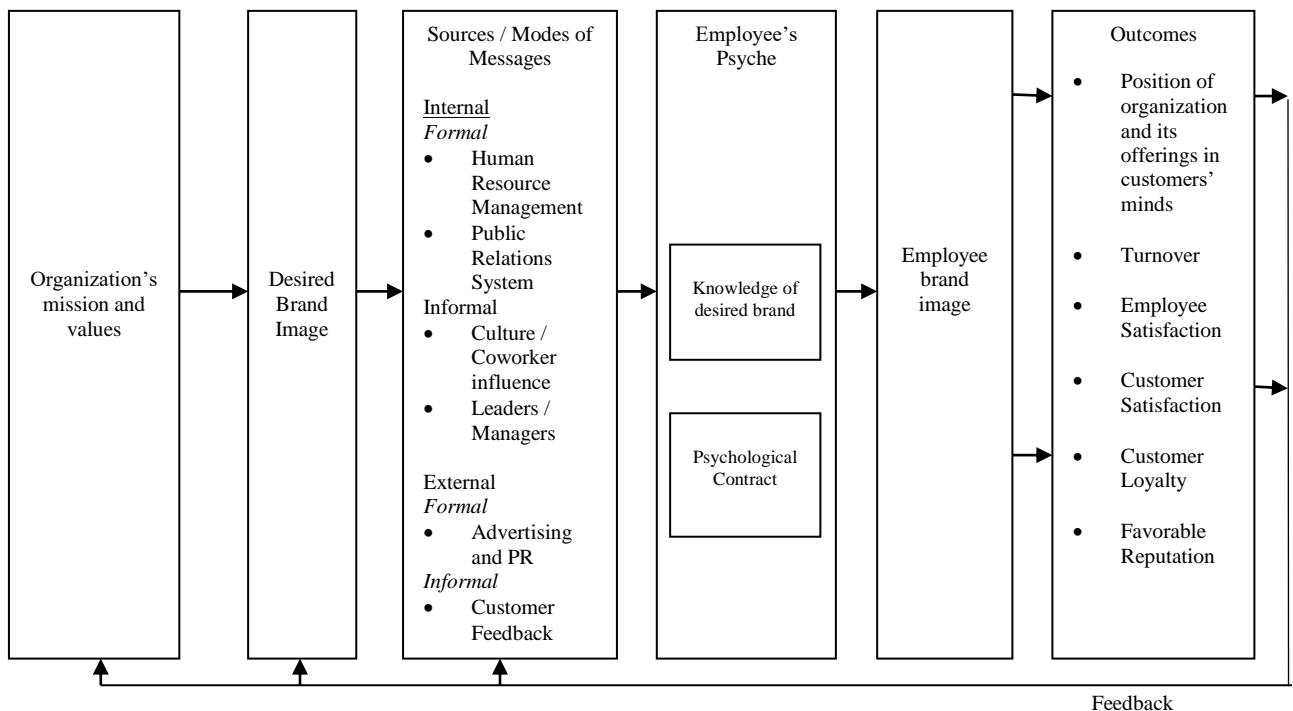 Organization’s
mission and
values
Desired
Brand
Image
Sources / Modes of
Messages
Internal
Formal
• Human
Resource
Management
• Public
Relations
System
Informal
• Culture /
Coworker
influence
• Leaders /
Managers
External
Formal
• Advertising
and PR
Informal
• Customer
Feedback
Employee’s
Psyche
Knowledge of
desired brand
Psychological
Contract
Employee
brand
image
Outcomes
• Position of
organization
and its
offerings in
customers’
minds
• Turnover
• Employee
Satisfaction
• Customer
Satisfaction
• Customer
Loyalty
• Favorable
Reputation
Feedback